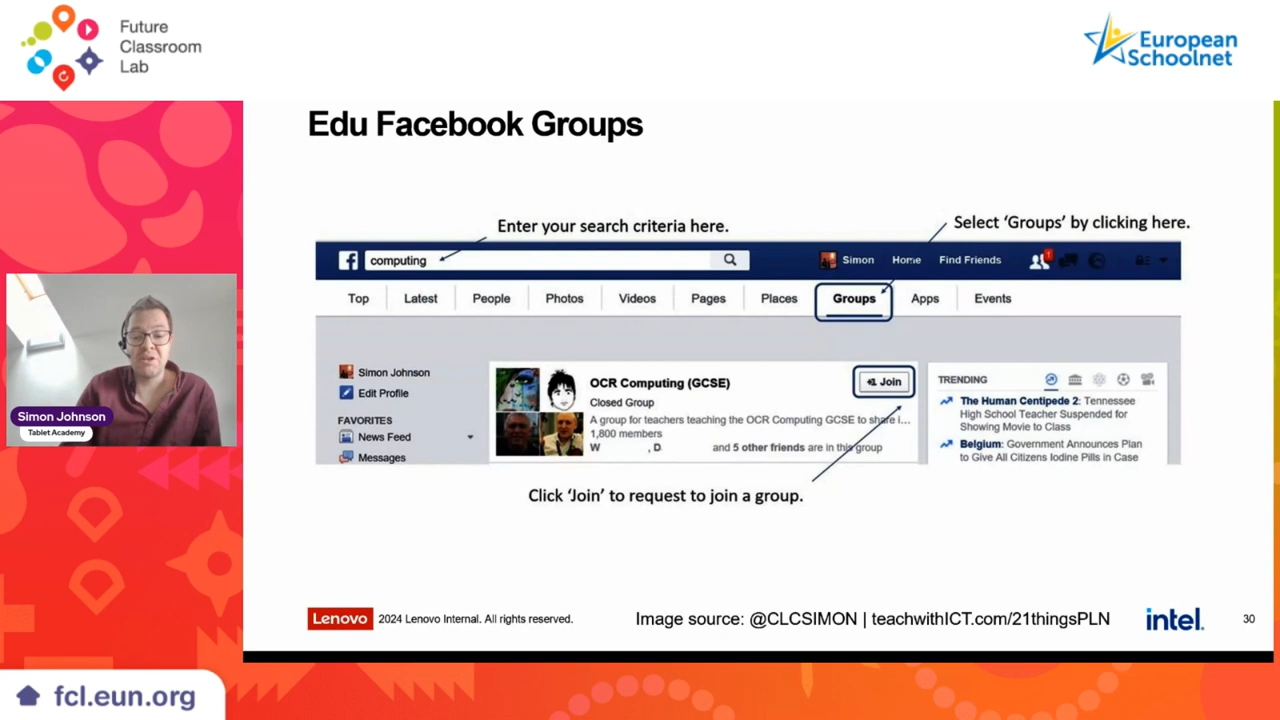 Future
Classroom
Lab
European
Schoolnet
Edu Facebook Groups
Enter your search criteria here.
Select ‘Groups’ by clicking here.
computing
Simon Home Find Friends
1
Top Latest People Photos Videos Pages Places Groups Apps Events
Simon Johnson
Edit Profile
FAVORITES
News Feed
Messages
OCR Computing (GCSE)
Join
Closed Group
A group for teachers teaching the OCR Computing GCSE to share i...
1,800 members
W , D and 5 other friends are in this group
TRENDING
The Human Centipede 2: Tennessee
High School Teacher Suspended for
Showing Movie to Class
Belgium: Government Announces Plan
to Give All Citizens Iodine Pills in Case
Click ‘Join’ to request to join a group.
Simon Johnson
Tablet Academy
Lenovo 2024 Lenovo Internal. All rights reserved.
Image source: @CLCSIMON | teachwithICT.com/21thingsPLN
intel.
30
fcl.eun.org